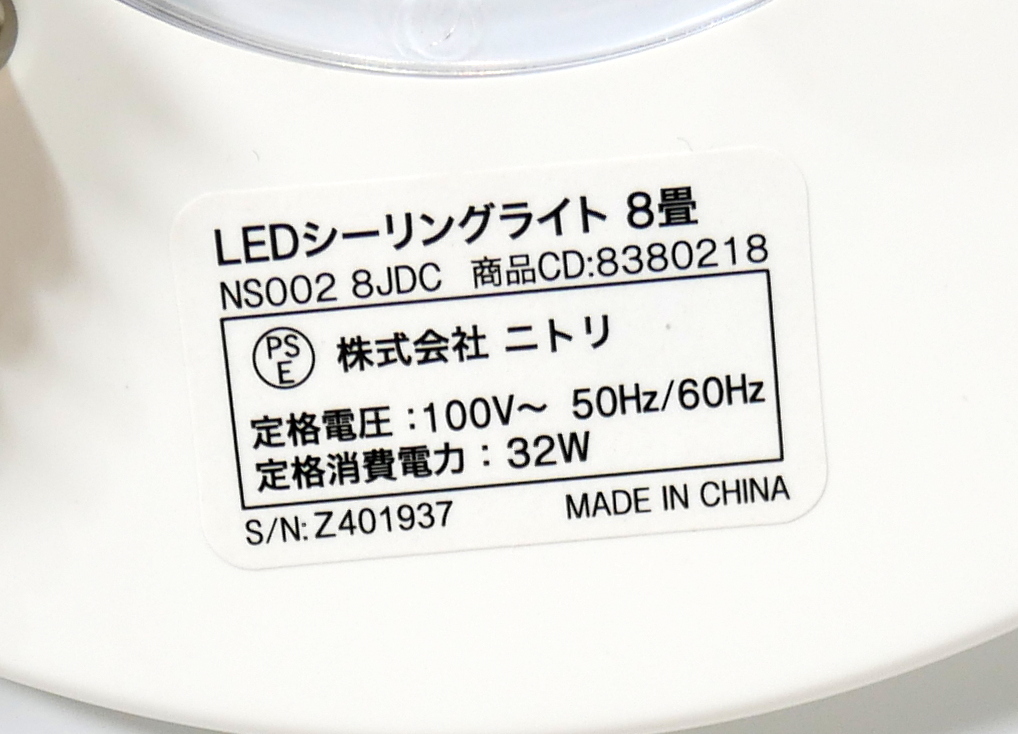 LEDシーリングライト 8畳
NS002 8JDC 商品CD:8380218
PSE 株式会社 ニトリ
定格電圧:100V～ 50Hz/60Hz
定格消費電力:32W
S/N:Z401937 MADE IN CHINA